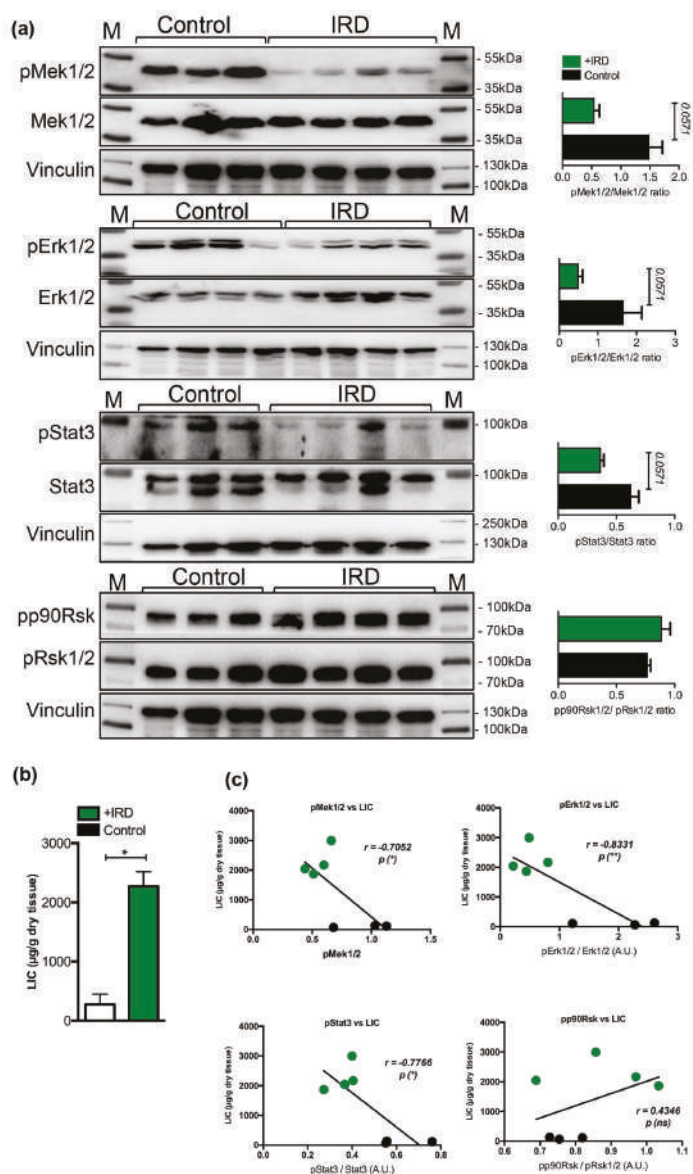 (a)
M Control IRD M
pMek1/2
- 55kDa
- 35kDa
Mek1/2
- 55kDa
- 35kDa
Vinculin
- 130kDa
- 100kDa
+IRD
Control
0.0571
0.0 0.5 1.0 1.5 2.0
pMek1/2/Mek1/2 ratio
M Control IRD M
pErk1/2
- 55kDa
- 35kDa
Erk1/2
- 55kDa
- 35kDa
Vinculin
- 130kDa
- 100kDa
0.0571
0 1 2 3
pErk1/2/Erk1/2 ratio
M Control IRD M
pStat3
- 100kDa
Stat3
- 100kDa
Vinculin
- 250kDa
- 130kDa
0.0571
0.0 0.5 1.0
pStat3/Stat3 ratio
M Control IRD M
pp90Rsk
- 100kDa
- 70kDa
pRsk1/2
- 100kDa
- 70kDa
Vinculin
- 130kDa
- 100kDa
0.0 0.5 1.0
pp90Rsk1/2/ pRsk1/2 ratio
(b)
+IRD
Control
*
3000
2000
1000
0
LIC (µg/g dry tissue)
(c)
pMek1/2 vs LIC
r = -0.7052
p (*)
4000
3000
2000
1000
0
LIC (µg/g dry tissue)
0.0 0.5 1.0 1.5
pMek1/2
pErk1/2 vs LIC
r = -0.8331
p (**)
4000
3000
2000
1000
0
LIC (µg/g dry tissue)
0 1 2 3
pErk1/2 / Erk1/2 (A.U.)
pStat3 vs LIC
r = -0.7766
p (*)
4000
3000
2000
1000
0
LIC (µg/g dry tissue)
0.0 0.2 0.4 0.6 0.8
pStat3 / Stat3 (A.U.)
pp90Rsk vs LIC
r = 0.4346
p (ns)
4000
3000
2000
1000
0
LIC (µg/g dry tissue)
0.6 0.7 0.8 0.9 1.0 1.1
pp90Rsk / pRsk1/2 (A.U.)